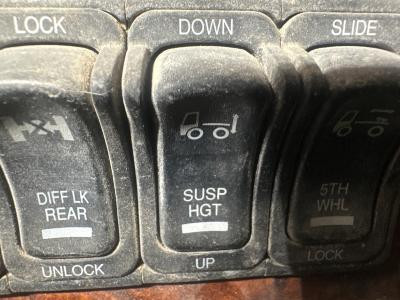 LOCK
DIFF LK
REAR
UNLOCK
DOWN
SUSP
HGT
UP
SLIDE
5TH
WHL
LOCK